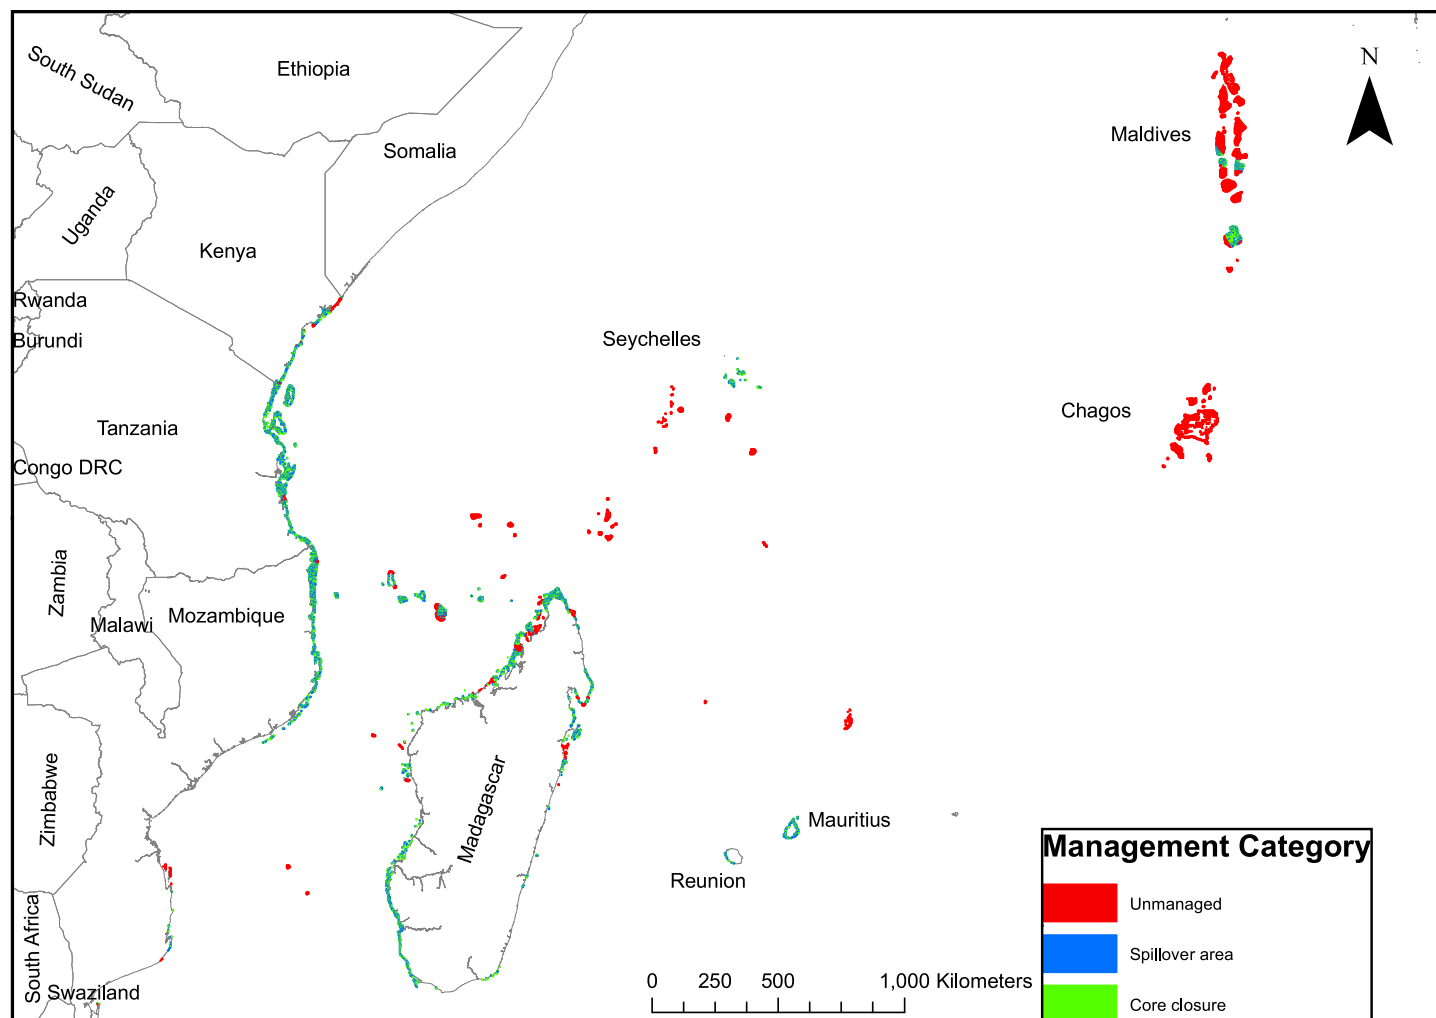 South Sudan
Ethiopia
N
Maldives
Somalia
Uganda
Kenya
Rwanda
Burundi
Seychelles
Chagos
Tanzania
Congo DRC
Zambia
Mozambique
Malawi
Zimbabwe
Madagascar
Mauritius
Reunion
South Africa
Swaziland
0 250 500 1,000 Kilometers
Management Category
Unmanaged
Spillover area
Core closure